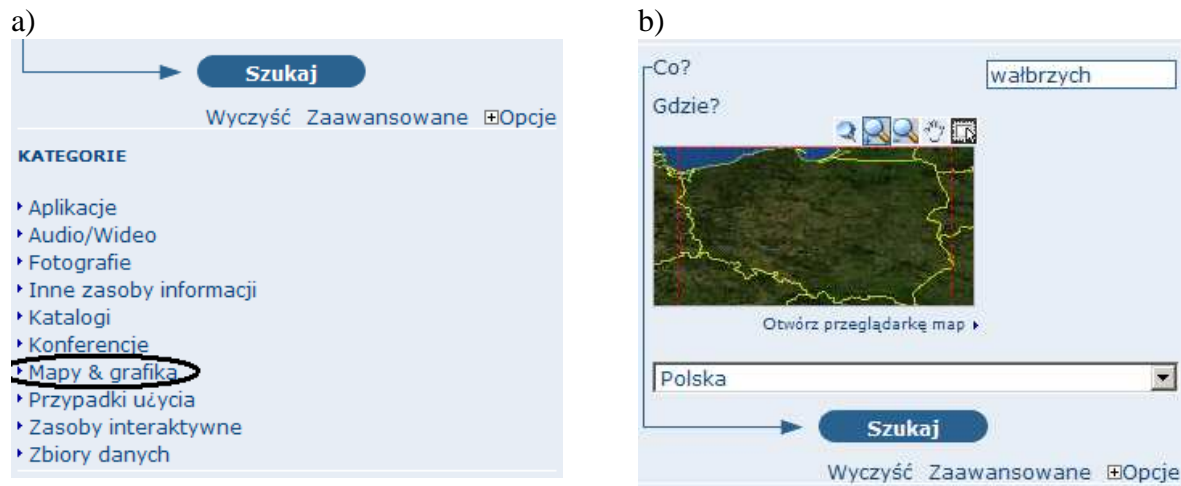 a)
Szukaj
Wyczyść Zaawansowane Opcje
KATEGORIE
Aplikacje
Audio/Wideo
Fotografie
Inne zasoby informacji
Katalogi
Konferencje
Mapy & grafika
Przypadki użycia
Zasoby interaktywne
Zbiory danych
b)
Co?
wałbrzych
Gdzie?
Otwórz przeglądarkę map
Polska
Szukaj
Wyczyść Zaawansowane Opcje